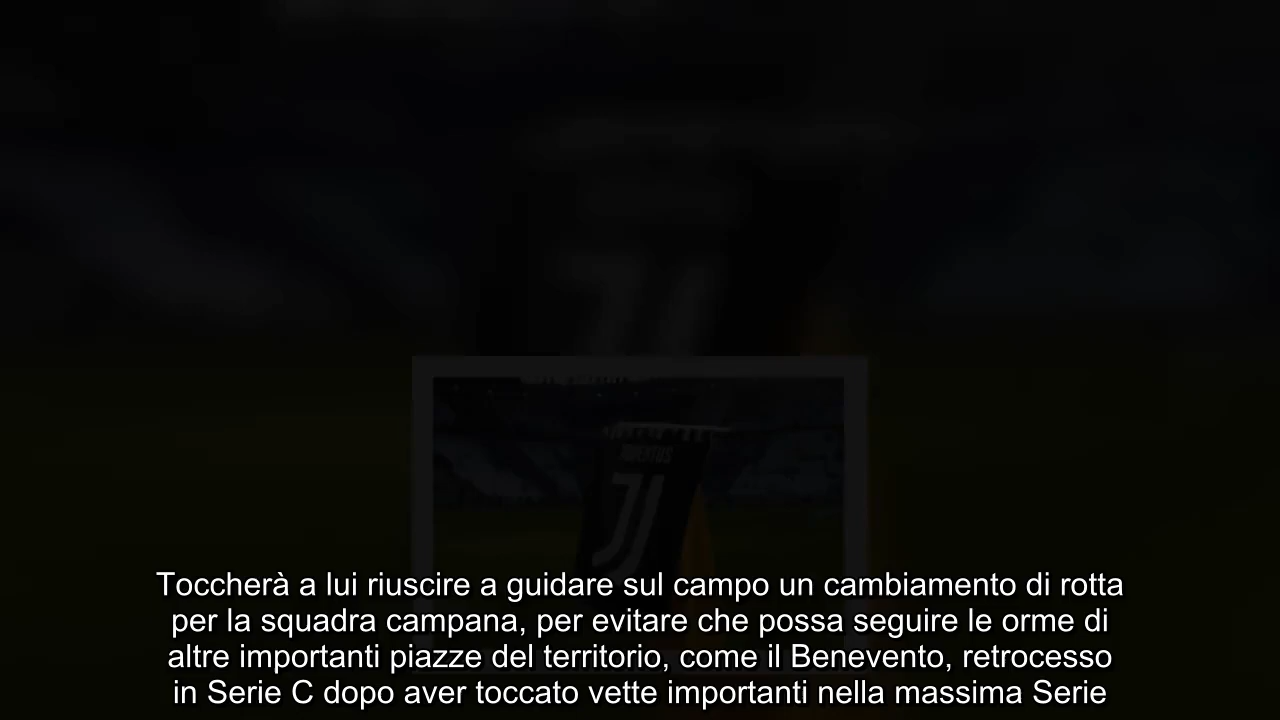 JUVENTUS
Toccherà a lui riuscire a guidare sul campo un cambiamento di rotta
per la squadra campana, per evitare che possa seguire le orme di
altre importanti piazze del territorio, come il Benevento, retrocesso
in Serie C dopo aver toccato vette importanti nella massima Serie